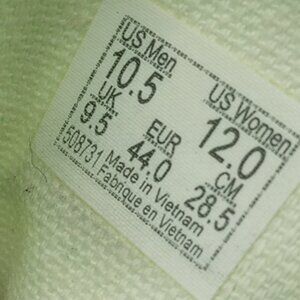 US Men US Women
10.5 12.0
UK EUR CM
9.5 44.0 28.5
508731 Made in Vietnam
Fabriqué en Vietnam